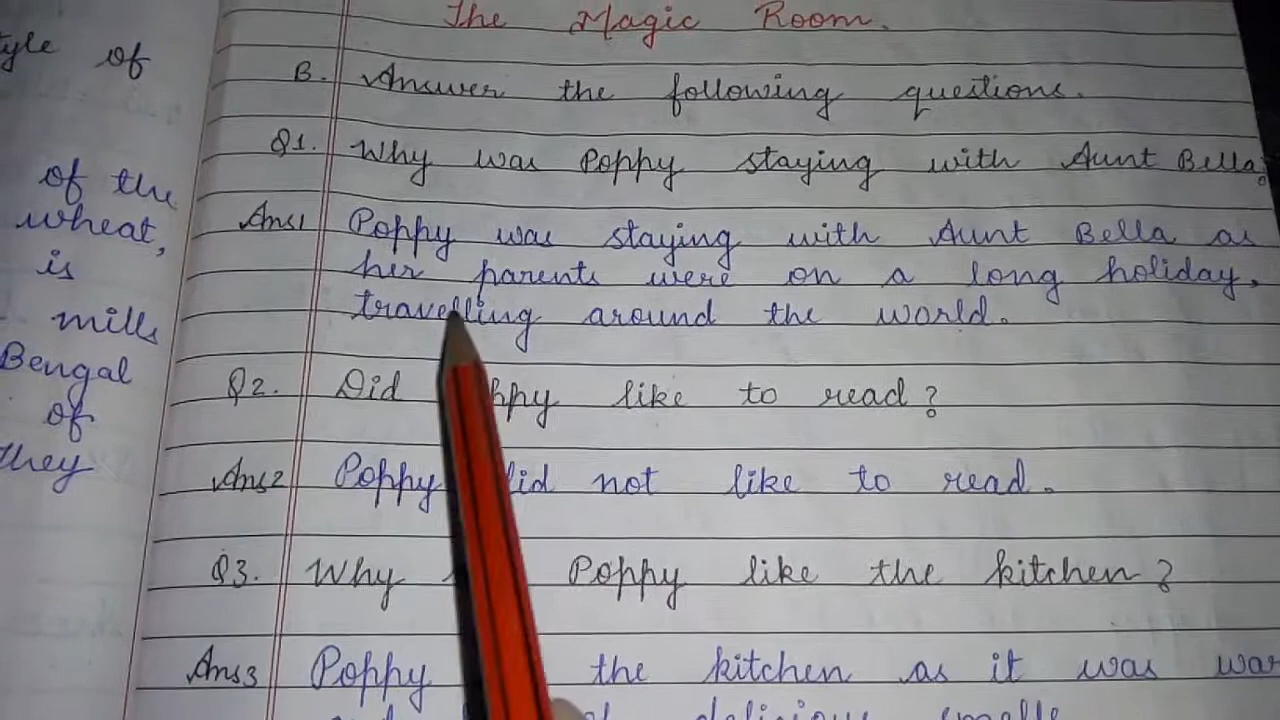 The Magic Room.
B. Answer the following questions.
Q1. Why was Poppy staying with Aunt Bella?
Ans1 Poppy was staying with Aunt Bella as
her parents were on a long holiday,
travelling around the world.
Q2. Did like to read?
Ans2 Poppy did not like to read.
Q3. Why Poppy like the kitchen?
Ans3 Poppy the kitchen as it was
delicious smells
of
of the
wheat,
is
mills
Bengal
of
they